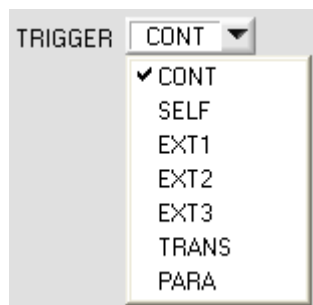 TRIGGER CONT
CONT
SELF
EXT1
EXT2
EXT3
TRANS
PARA